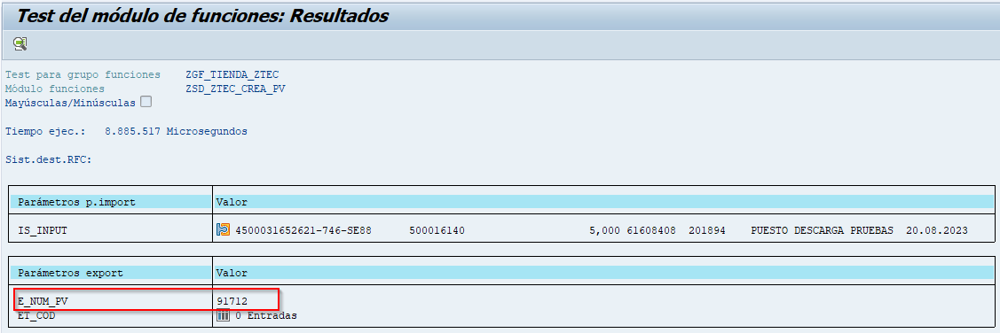 Test del módulo de funciones: Resultados
Test para grupo funciones ZGF_TIENDA_ZTEC
Módulo funciones ZSD_ZTEC_CREA_PV
Mayúsculas/Minúsculas
Tiempo ejec.: 8.885.517 Microsegundos
Sist.dest.RFC:
Parámetros p.import Valor
IS_INPUT 4500031652621-746-SE88 500016140 5,000 61608408 201894 PUESTO DESCARGA PRUEBAS 20.08.2023
Parámetros export Valor
E_NUM_PV 91712
ET_COD 0 Entradas